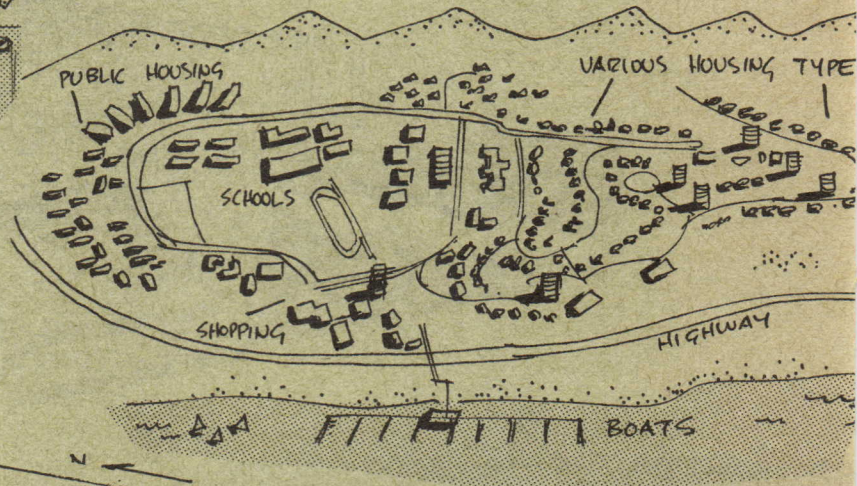 PUBLIC HOUSING
VARIOUS HOUSING TYPE
SCHOOLS
SHOPPING
HIGHWAY
BOATS
N